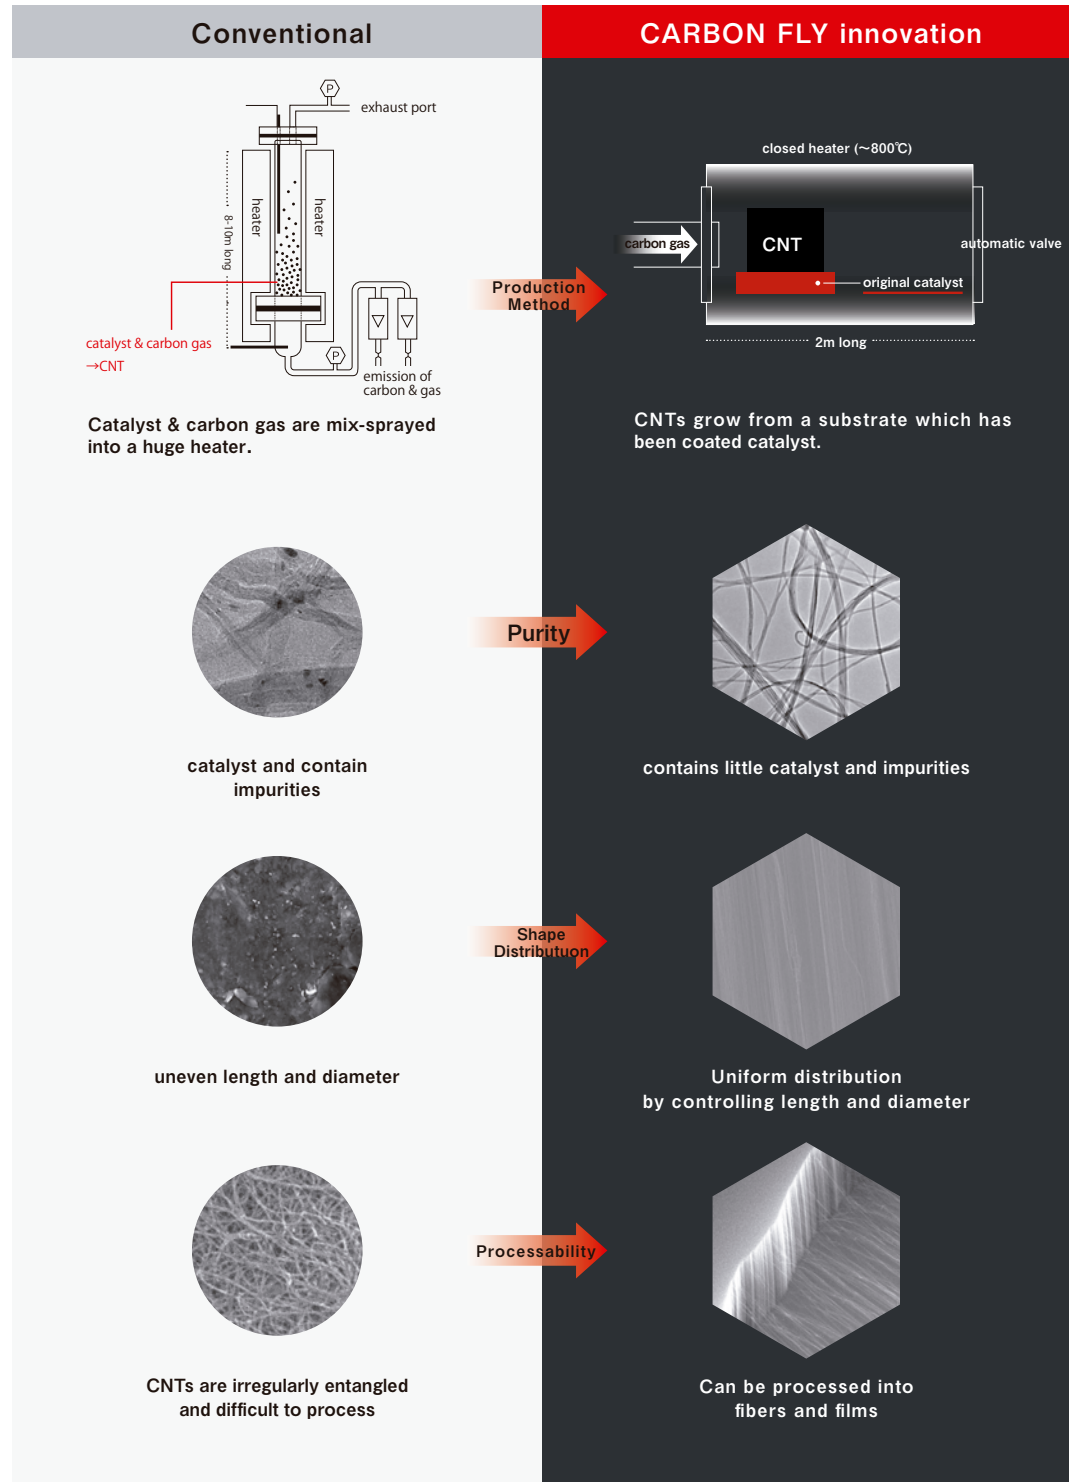 Conventional
CARBON FLY innovation
P
exhaust port
heater
heater
8-10m long
catalyst & carbon gas
→CNT
P
emission of
carbon & gas
Catalyst & carbon gas are mix-sprayed
into a huge heater.
Production
Method
closed heater (～800℃)
carbon gas
CNT
automatic valve
original catalyst
2m long
CNTs grow from a substrate which has
been coated catalyst.
catalyst and contain
impurities
Purity
contains little catalyst and impurities
uneven length and diameter
Shape
Distributuon
Uniform distribution
by controlling length and diameter
CNTs are irregularly entangled
and difficult to process
Processability
Can be processed into
fibers and films